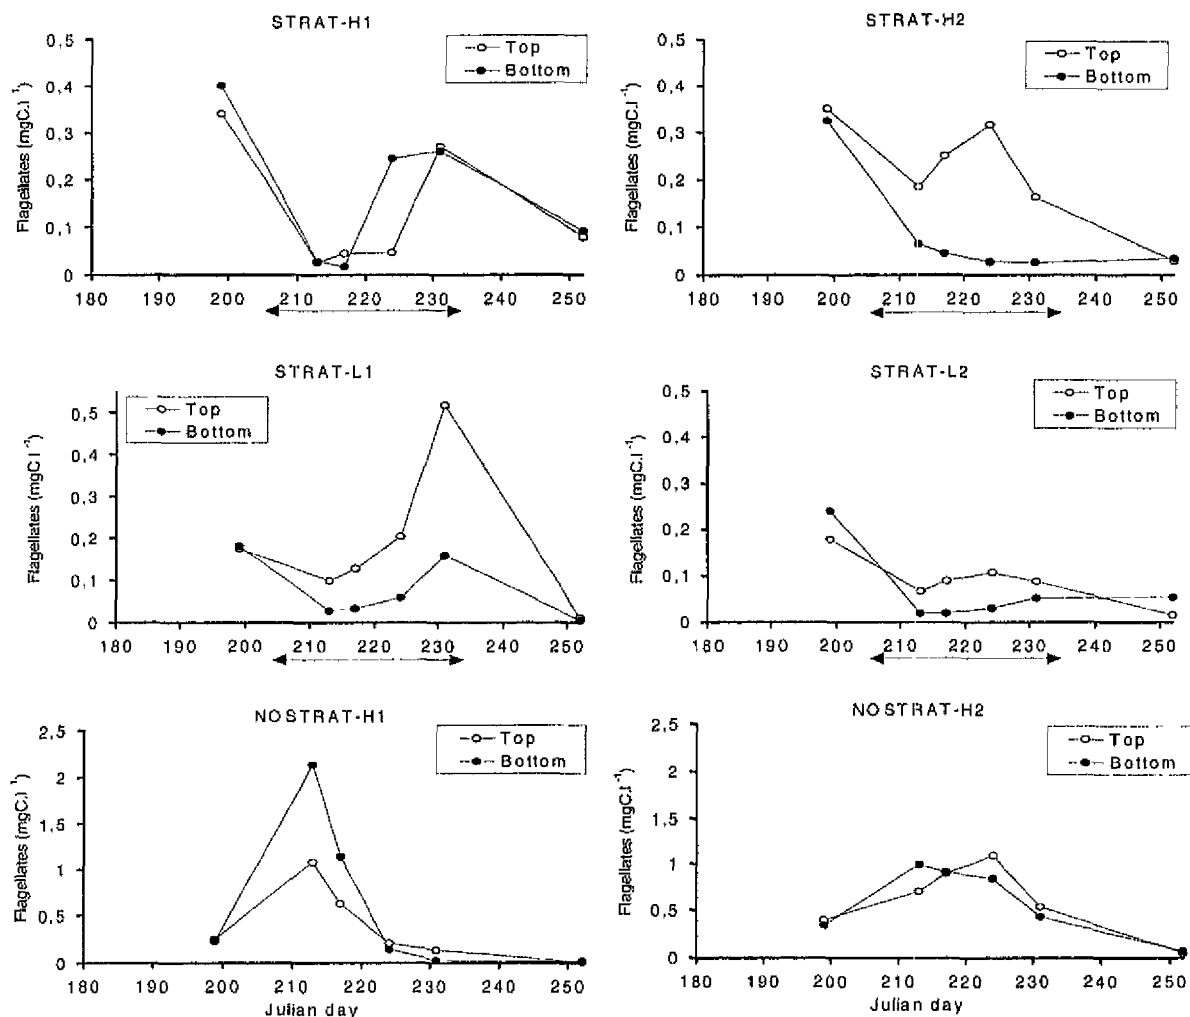 STRAT-H1
Top
Bottom
Flagellates (mgC.l-1)
0,5
0,4
0,3
0,2
0,1
0
180 190 200 210 220 230 240 250
STRAT-H2
Top
Bottom
Flagellates (mgC.l-1)
0,5
0,4
0,3
0,2
0,1
0
180 190 200 210 220 230 240 250
STRAT-L1
Top
Bottom
Flagellates (mgC.l-1)
0,5
0,4
0,3
0,2
0,1
0
180 190 200 210 220 230 240 250
STRAT-L2
Top
Bottom
Flagellates (mgC.l-1)
0,5
0,4
0,3
0,2
0,1
0
180 190 200 210 220 230 240 250
NOSTRAT-H1
Top
Bottom
Flagellates (mgC.l-1)
2,5
2
1,5
1
0,5
0
180 190 200 210 220 230 240 250
Julian day
NOSTRAT-H2
Top
Bottom
Flagellates (mgC.l-1)
2,5
2
1,5
1
0,5
0
180 190 200 210 220 230 240 250
Julian day